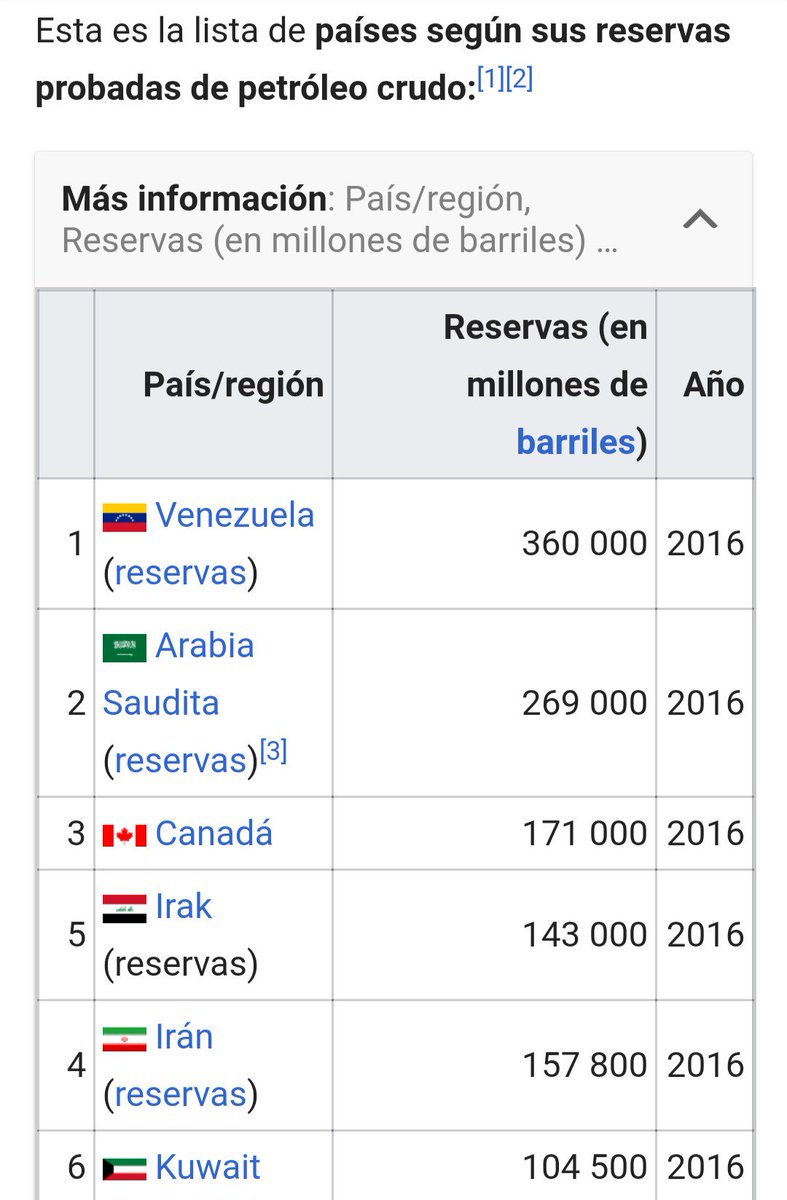 Esta es la lista de países según sus reservas
probadas de petróleo crudo:[1][2]
Más información: País/región,
Reservas (en millones de barriles) ...
País/región
Reservas (en
millones de
barriles)
Año
1 Venezuela
(reservas) 360 000 2016
2 Arabia
Saudita
(reservas)[3] 269 000 2016
3 Canadá 171 000 2016
5 Irak
(reservas) 143 000 2016
4 Irán
(reservas) 157 800 2016
6 Kuwait 104 500 2016